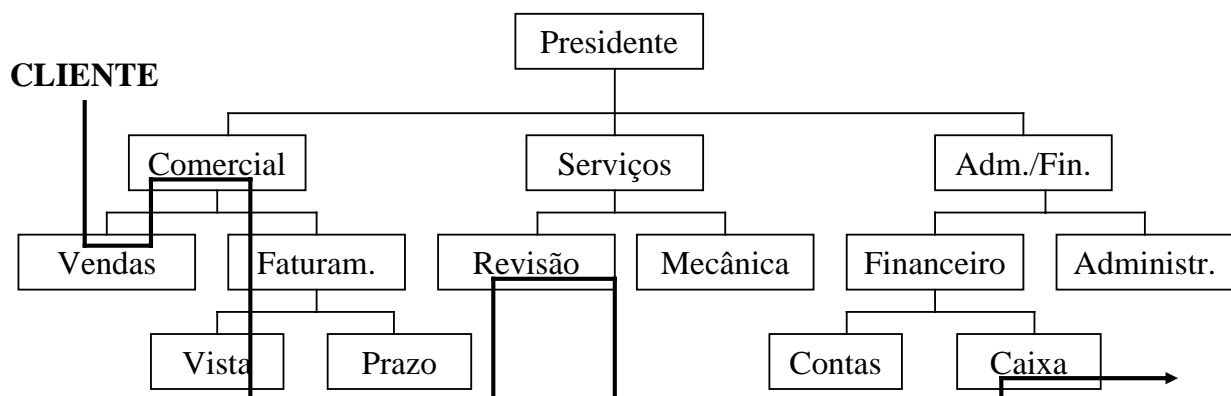 Presidente
CLIENTE
Comercial
Serviços
Adm./Fin.
Vendas
Faturam.
Revisão
Mecânica
Financeiro
Administr.
Vista
Prazo
Contas
Caixa